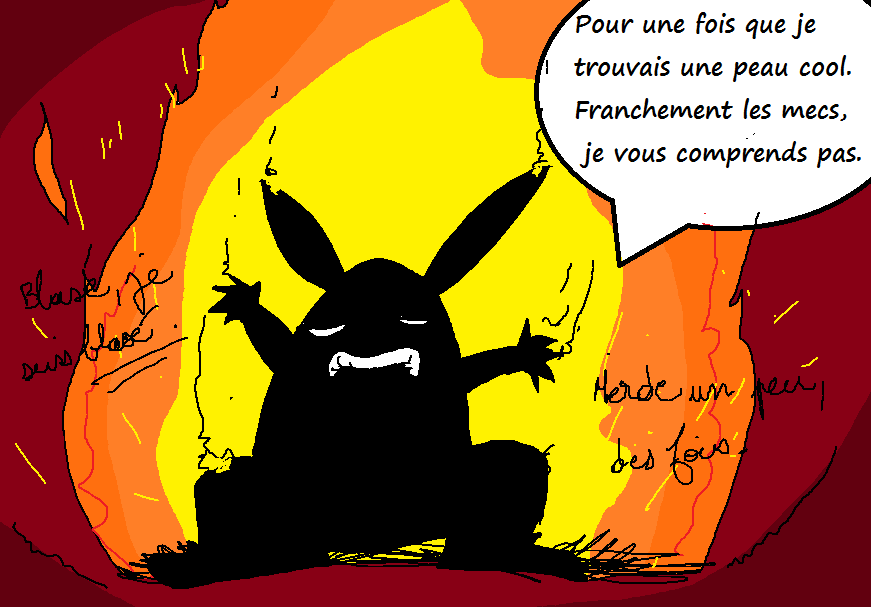 Pour une fois que je
trouvais une peau cool.
Franchement les mecs,
je vous comprends pas.
Blasé, je
suis blasé.
Merde un peu,
des fois.